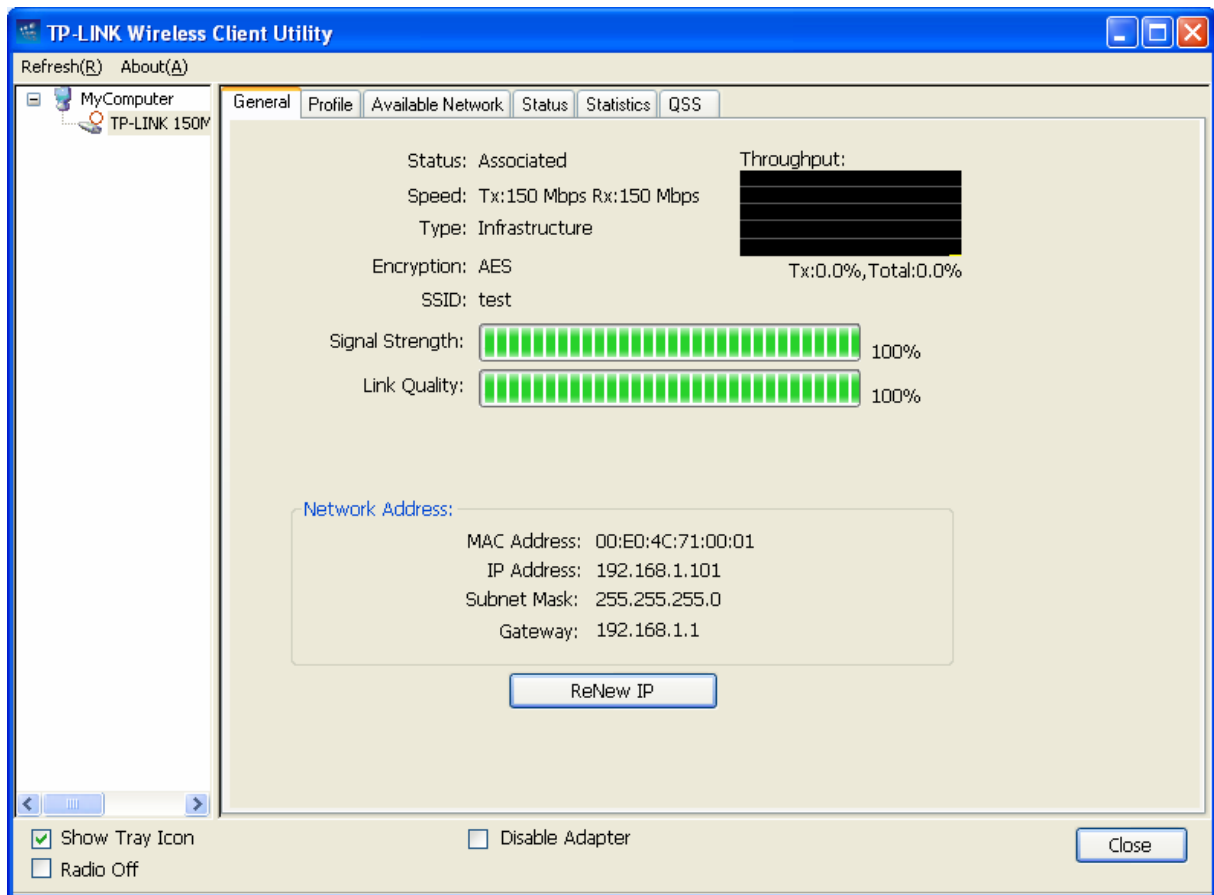 TP-LINK Wireless Client Utility
Refresh(R) About(A)
MyComputer
TP-LINK 150M
General Profile Available Network Status Statistics QSS
Status: Associated
Throughput:
Speed: Tx:150 Mbps Rx:150 Mbps
Type: Infrastructure
Encryption: AES
Tx:0.0%,Total:0.0%
SSID: test
Signal Strength: 100%
Link Quality: 100%
Network Address:
MAC Address: 00:E0:4C:71:00:01
IP Address: 192.168.1.101
Subnet Mask: 255.255.255.0
Gateway: 192.168.1.1
ReNew IP
Show Tray Icon
Disable Adapter
Close
Radio Off